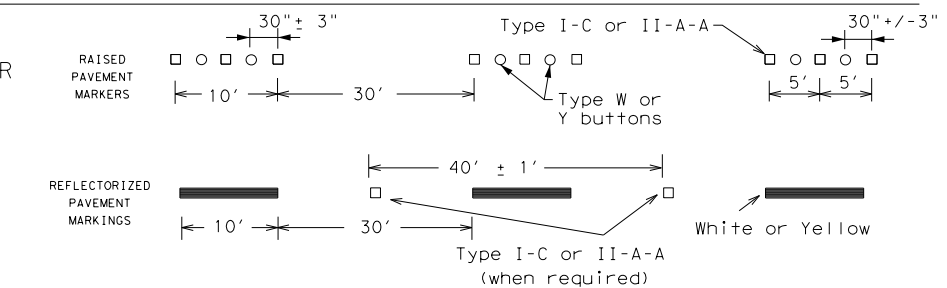 30"± 3"
Type I-C or II-A-A
30"+/-3"
R
RAISED
PAVEMENT
MARKERS
10'
30'
Type W or
Y buttons
5'
5'
40' ± 1'
REFLECTORIZED
PAVEMENT
MARKINGS
10'
30'
Type I-C or II-A-A
(when required)
White or Yellow